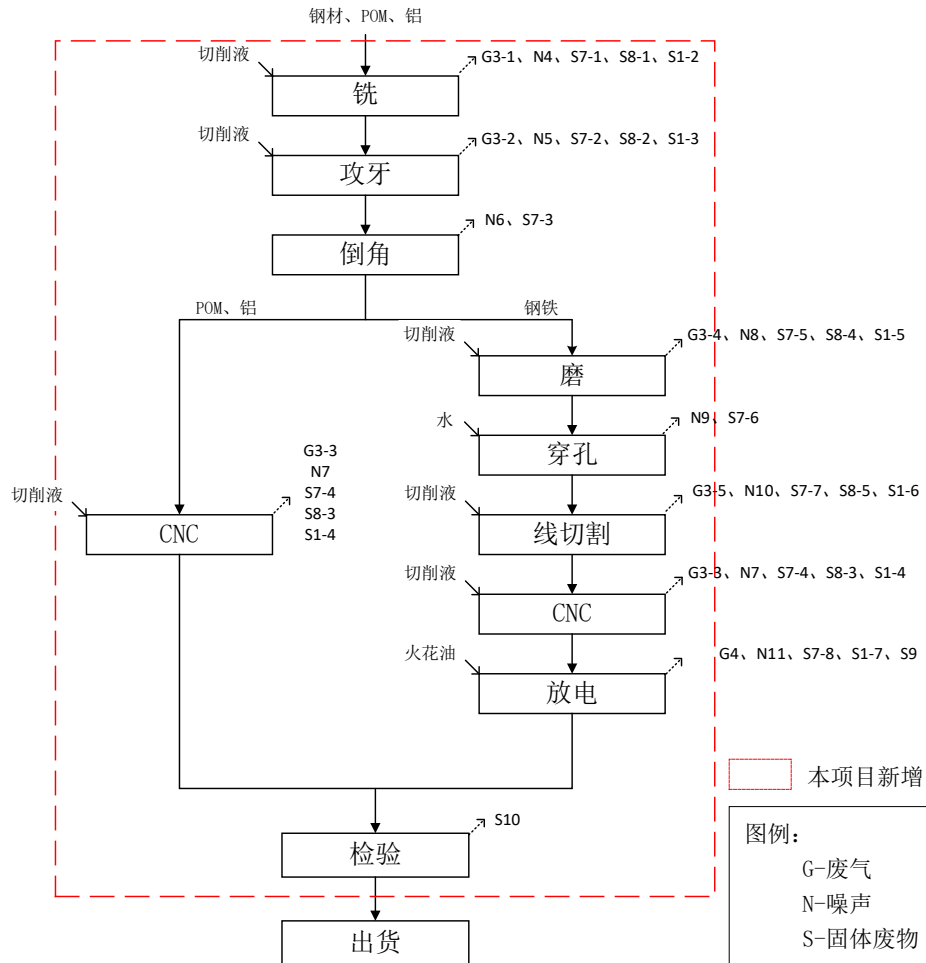 钢材、POM、铝
切削液
G3-1、N4、S7-1、S8-1、S1-2
铣
切削液
G3-2、N5、S7-2、S8-2、S1-3
攻牙
N6、S7-3
倒角
POM、铝
钢铁
切削液
G3-4、N8、S7-5、S8-4、S1-5
磨
水
N9、S7-6
穿孔
G3-3
N7
S7-4
S8-3
S1-4
切削液
CNC
切削液
G3-5、N10、S7-7、S8-5、S1-6
线切割
切削液
G3-3、N7、S7-4、S8-3、S1-4
CNC
火花油
G4、N11、S7-8、S1-7、S9
放电
本项目新增
S10
检验
出货
图例：
G-废气
N-噪声
S-固体废物